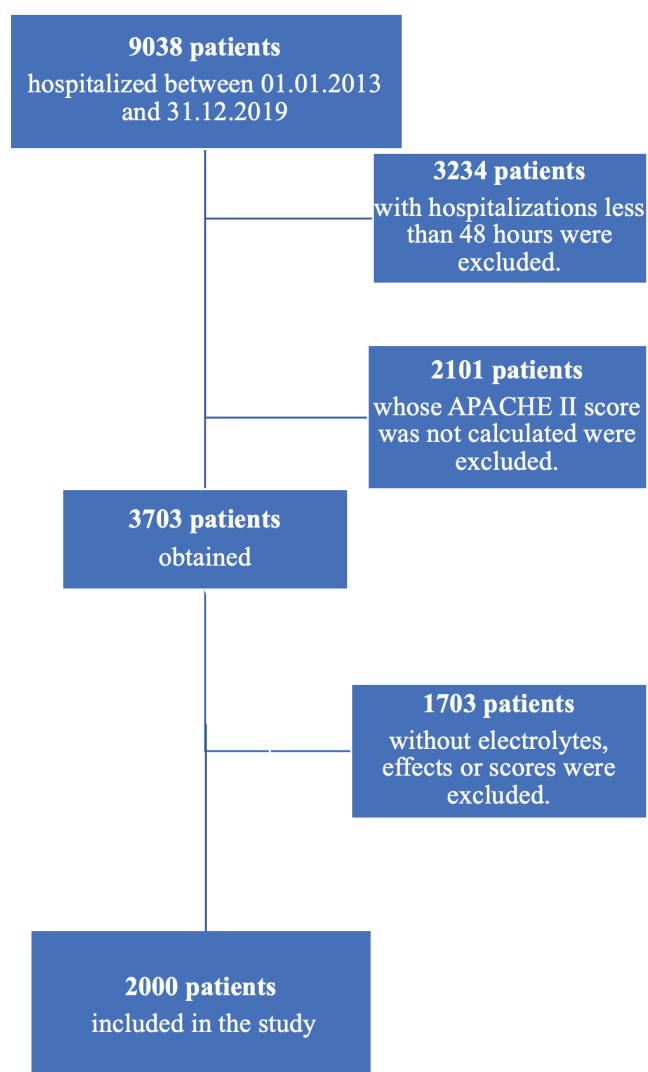 9038 patients
hospitalized between 01.01.2013
and 31.12.2019
3234 patients
with hospitalizations less
than 48 hours were
excluded.
2101 patients
whose APACHE II score
was not calculated were
excluded.
3703 patients
obtained
1703 patients
without electrolytes,
effects or scores were
excluded.
2000 patients
included in the study